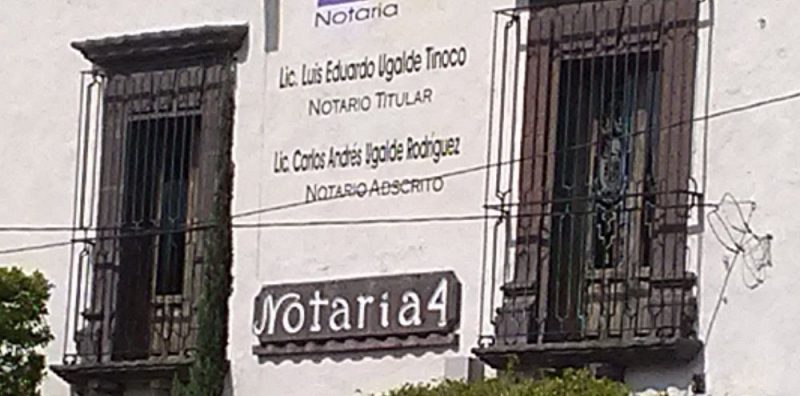 Notaria
Lic. Luis Eduardo Ugalde Tinoco
Notario Titular
Lic. Carlos Andrés Ugalde Rodríguez
Notario Adscrito
Notaria 4